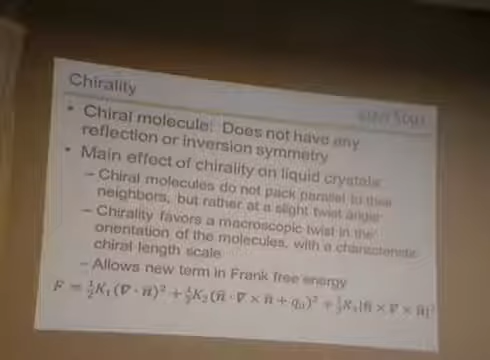 Chirality
• Chiral molecule: Does not have any
reflection or inversion symmetry
• Main effect of chirality on liquid crystals:
– Chiral molecules do not pack parallel to their
neighbors, but rather at a slight twist angle
– Chirality favors a macroscopic twist in the
orientation of the molecules, with a characteristic
chiral length scale
– Allows new term in Frank free energy
F = ½K₁(∇ · n̂)² + ½K₂(n̂ · ∇ × n̂ + q₀)² + ½K₃|n̂ × ∇ × n̂|²